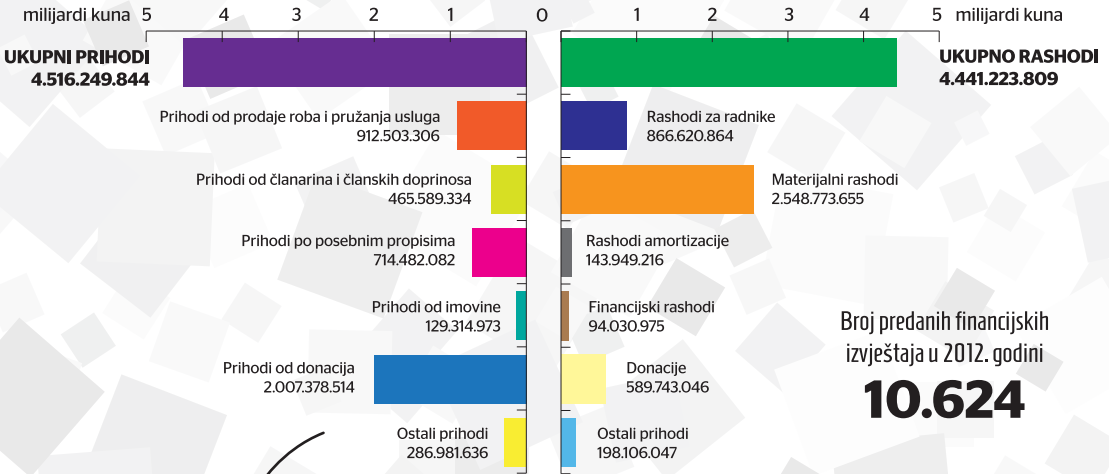 milijardi kuna 5 4 3 2 1 0 1 2 3 4 5 milijardi kuna
UKUPNI PRIHODI
4.516.249.844
UKUPNO RASHODI
4.441.223.809
Prihodi od prodaje roba i pružanja usluga
912.503.306
Rashodi za radnike
866.620.864
Prihodi od članarina i članskih doprinosa
465.589.334
Materijalni rashodi
2.548.773.655
Prihodi po posebnim propisima
714.482.082
Rashodi amortizacije
143.949.216
Prihodi od imovine
129.314.973
Financijski rashodi
94.030.975
Prihodi od donacija
2.007.378.514
Donacije
589.743.046
Ostali prihodi
286.981.636
Ostali prihodi
198.106.047
Broj predanih financijskih
izvještaja u 2012. godini
10.624